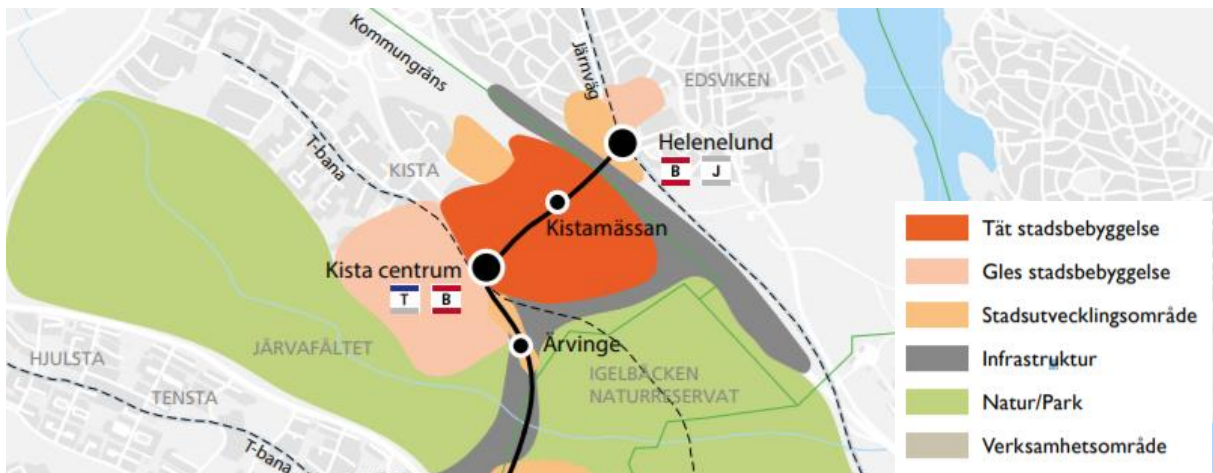 Kommungräns
Järnväg
EDSVIKEN
T-bana
Helenelund
B J
KISTA
Kistamässan
Kista centrum
T B
Ärvinge
JÄRVAFÄLTET
IGELBÄCKEN
NATURRESERVAT
HJULSTA
TENSTA
T-bana
Tät stadsbebyggelse
Gles stadsbebyggelse
Stadsutvecklingsområde
Infrastruktur
Natur/Park
Verksamhetsområde